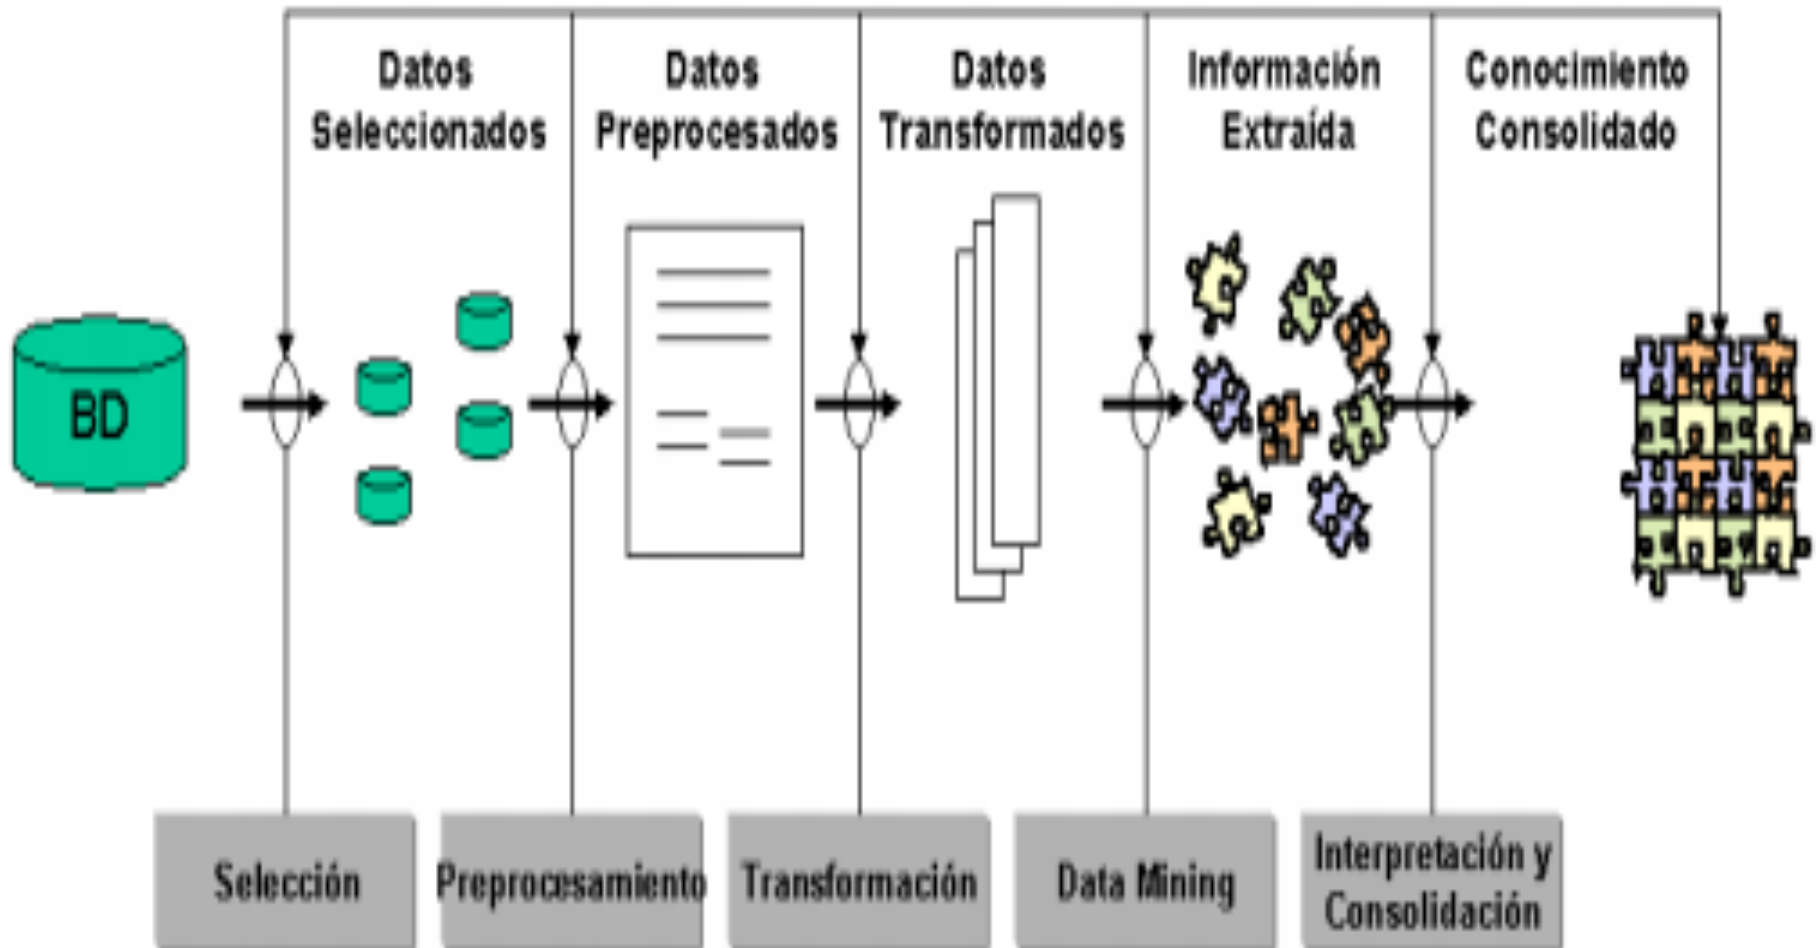 Datos
Seleccionados
Datos
Preprocesados
Datos
Transformados
Información
Extraída
Conocimiento
Consolidado
BD
Selección
Preprocesamiento
Transformación
Data Mining
Interpretación y
Consolidación